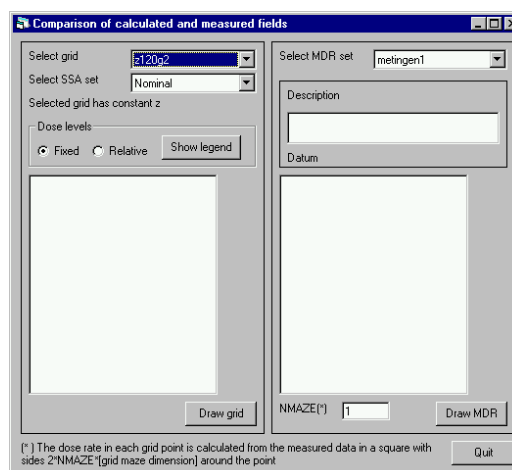 Comparison of calculated and measured fields
Select grid
z120g2
Select SSA set
Nominal
Selected grid has constant z
Dose levels
Fixed
Relative
Show legend
Draw grid
Select MDR set
metingen1
Description
Datum
NMAZE(*)
1
Draw MDR
(*) The dose rate in each grid point is calculated from the measured data in a square with
sides 2*NMAZE*[grid maze dimension] around the point
Quit